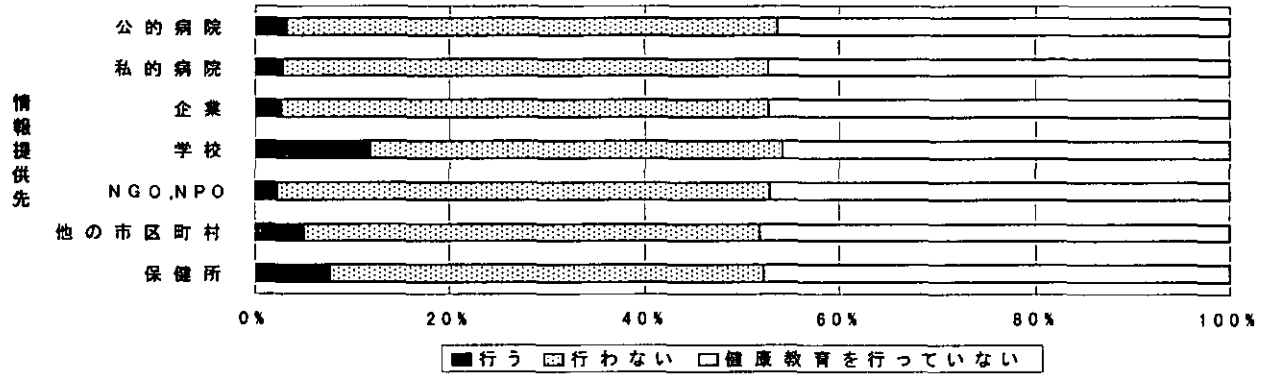 公的病院
私的病院
企業
学校
NGO,NPO
他の市区町村
保健所
情報提供先
0% 20% 40% 60% 80% 100%
■行う □行わない □健康教育を行っていない